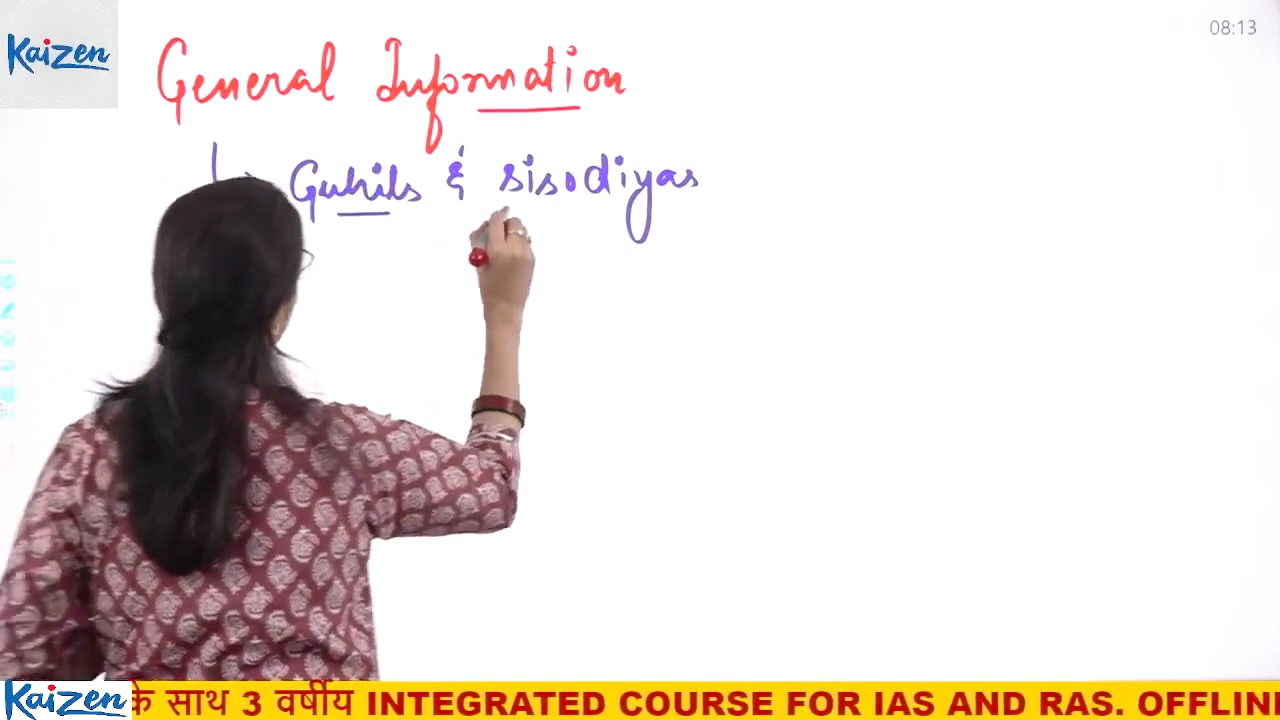 Kaizen
08:13
General Information
Guhils & Sisodiyas
Kaizen
के साथ 3 वर्षीय INTEGRATED COURSE FOR IAS AND RAS. OFFLIN